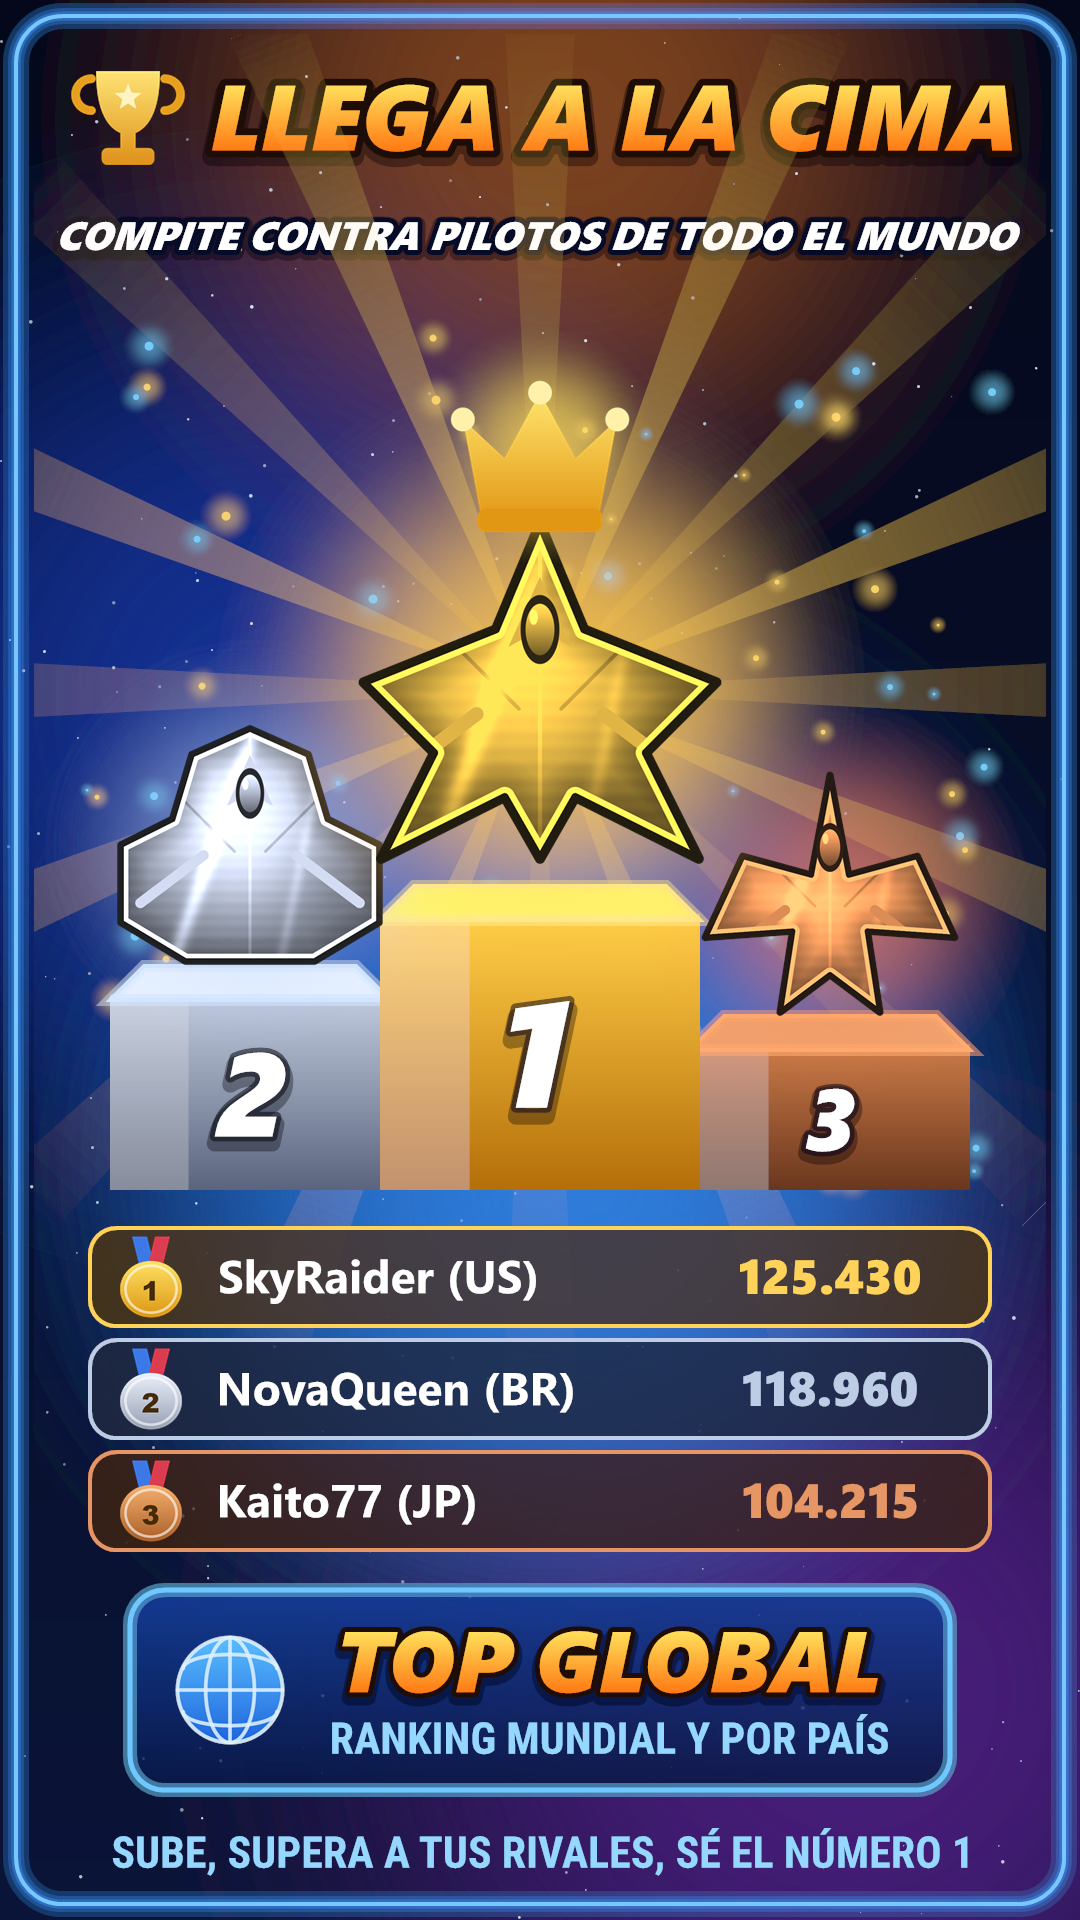 LLEGA A LA CIMA
COMPITE CONTRA PILOTOS DE TODO EL MUNDO
1
2
3
1 SkyRaider (US) 125.430
2 NovaQueen (BR) 118.960
3 Kaito77 (JP) 104.215
TOP GLOBAL
RANKING MUNDIAL Y POR PAÍS
SUBE, SUPERA A TUS RIVALES, SÉ EL NÚMERO 1